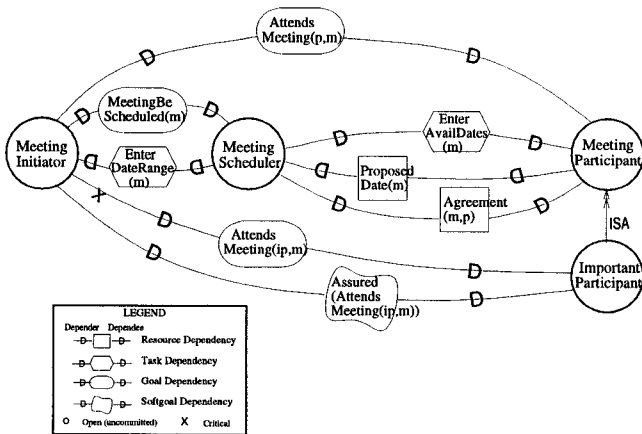 Attends
Meeting(p,m)
D
D
MeetingBe
Scheduled(m)
D
D
Meeting
Initiator
Enter
DateRange
(m)
D
D
Meeting
Scheduler
Enter
AvailDates
(m)
D
D
Proposed
Date(m)
D
D
Agreement
(m,p)
D
D
Meeting
Participant
ISA
X
D
Attends
Meeting(ip,m)
D
D
Assured
(Attends
Meeting(ip,m))
D
Important
Participant
LEGEND
Depender Dependee
D D Resource Dependency
D D Task Dependency
D D Goal Dependency
D D Softgoal Dependency
O Open (uncommitted) X Critical